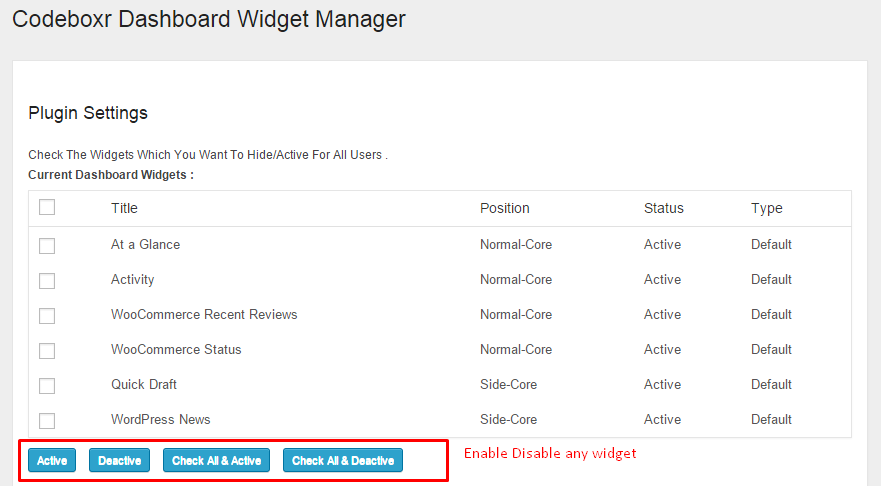 Codeboxr Dashboard Widget Manager
Plugin Settings
Check The Widgets Which You Want To Hide/Active For All Users .
Current Dashboard Widgets :
Title Position Status Type
At a Glance Normal-Core Active Default
Activity Normal-Core Active Default
WooCommerce Recent Reviews Normal-Core Active Default
WooCommerce Status Normal-Core Active Default
Quick Draft Side-Core Active Default
WordPress News Side-Core Active Default
Active Deactive Check All & Active Check All & Deactive Enable Disable any widget